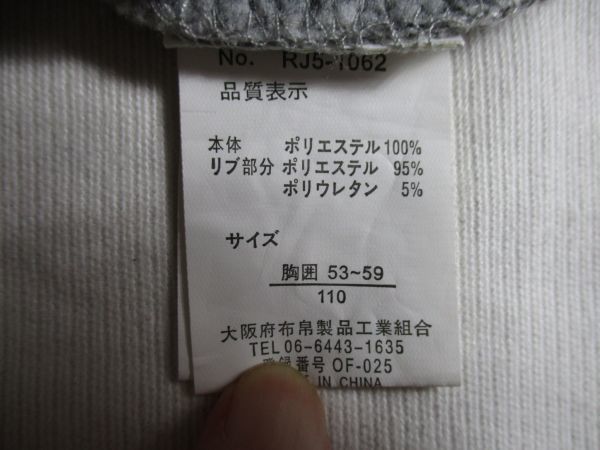 No. RJ5-1062
品質表示
本体 ポリエステル 100%
リブ部分 ポリエステル 95%
ポリウレタン 5%
サイズ
胸囲 53~59
110
大阪府布帛製品工業組合
TEL 06-6443-1635
登録番号 OF-025
IN CHINA